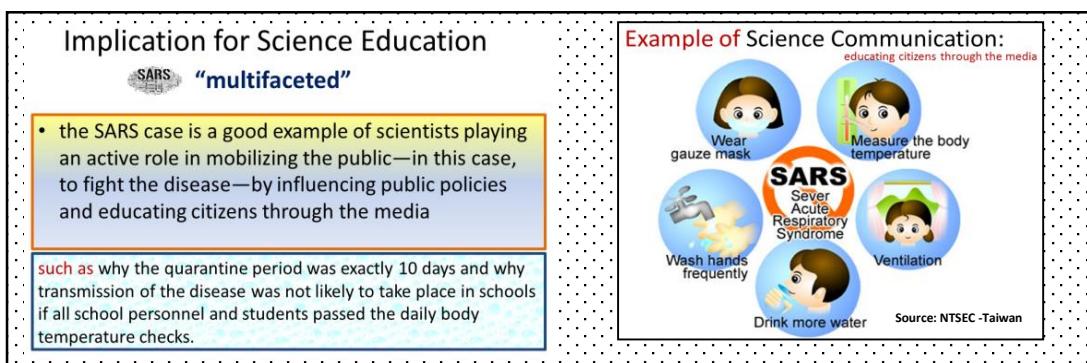 Implication for Science Education
SARS
“multifaceted”
• the SARS case is a good example of scientists playing
an active role in mobilizing the public—in this case,
to fight the disease—by influencing public policies
and educating citizens through the media
such as why the quarantine period was exactly 10 days and why
transmission of the disease was not likely to take place in schools
if all school personnel and students passed the daily body
temperature checks.
Example of Science Communication:
educating citizens through the media
Wear
gauze mask
Measure the body
temperature
SARS
Sever
Acute
Respiratory
Syndrome
Wash hands
frequently
Ventilation
Drink more water
Source: NTSEC -Taiwan